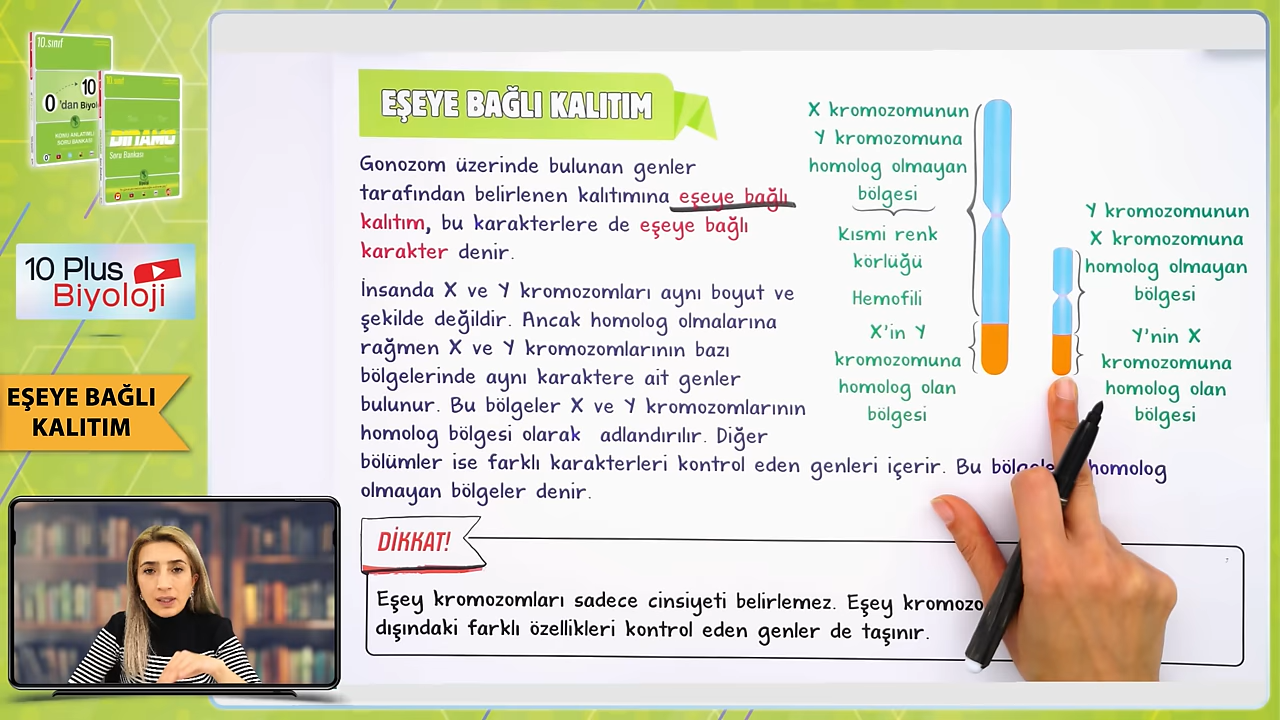 10.sınıf
0 'dan 10
Biyol
KONU ANLATIMLI
SORU BANKASI
10.sınıf
DİNAMO
Soru Bankası
10 Plus
Biyoloji
EŞEYE BAĞLI
KALITIM
EŞEYE BAĞLI KALITIM
Gonozom üzerinde bulunan genler
tarafından belirlenen kalıtımına eşeye bağlı
kalıtım, bu karakterlere de eşeye bağlı
karakter denir.
İnsanda X ve Y kromozomları aynı boyut ve
şekilde değildir. Ancak homolog olmalarına
rağmen X ve Y kromozomlarının bazı
bölgelerinde aynı karaktere ait genler
bulunur. Bu bölgeler X ve Y kromozomlarının
homolog bölgesi olarak adlandırılır. Diğer
bölümler ise farklı karakterleri kontrol eden genleri içerir. Bu homolog
olmayan bölgeler denir.
X kromozomunun
Y kromozomuna
homolog olmayan
bölgesi
Kısmi renk
körlüğü
Hemofili
X'in Y
kromozomuna
homolog olan
bölgesi
Y kromozomunun
X kromozomuna
homolog olmayan
bölgesi
Y'nin X
kromozomuna
homolog olan
bölgesi
DİKKAT!
Eşey kromozomları sadece cinsiyeti belirlemez. Eşey kromozo
dışındaki farklı özellikleri kontrol eden genler de taşınır.